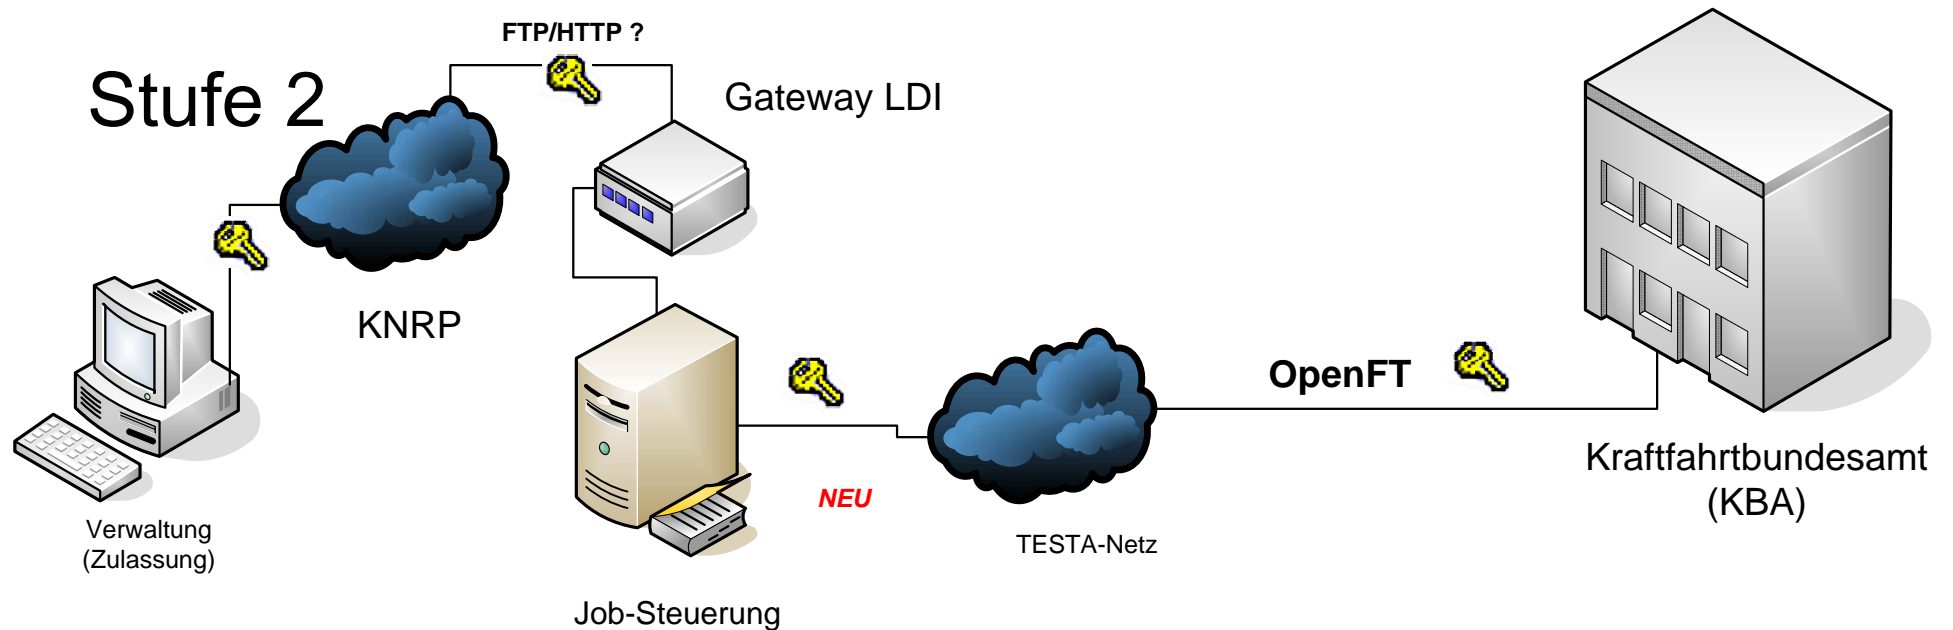 FTP/HTTP ?
Stufe 2
Gateway LDI
KNRP
OpenFT
NEU
Kraftfahrtbundesamt
(KBA)
Verwaltung
(Zulassung)
TESTA-Netz
Job-Steuerung